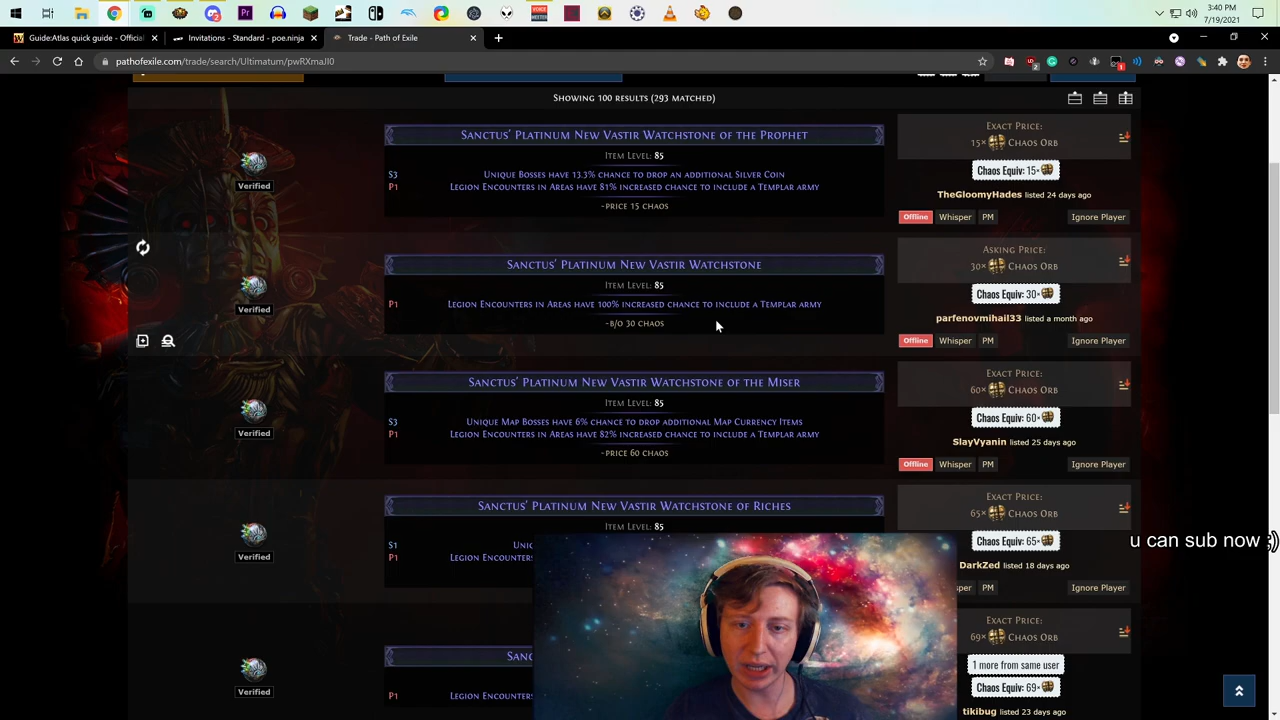 3:40 PM
7/19/2021
Guide:Atlas quick guide - Official
Invitations - Standard - poe.ninja
Trade - Path of Exile
pathofexile.com/trade/search/Ultimatum/pwRXmaJI0
Showing 100 results (293 matched)
Sanctus' Platinum New Vastir Watchstone of the Prophet
Item Level: 85
S3 Unique Bosses have 13.3% chance to drop an additional Silver Coin
P1 Legion Encounters in Areas have 81% increased chance to include a Templar army
~price 15 chaos
Verified
Exact Price:
15× Chaos Orb
Chaos Equiv: 15×
TheGloomyHades listed 24 days ago
Offline Whisper PM Ignore Player
Sanctus' Platinum New Vastir Watchstone
Item Level: 85
P1 Legion Encounters in Areas have 100% increased chance to include a Templar army
~b/o 30 chaos
Verified
Asking Price:
30× Chaos Orb
Chaos Equiv: 30×
parfenovmihail33 listed a month ago
Offline Whisper PM Ignore Player
Sanctus' Platinum New Vastir Watchstone of the Miser
Item Level: 85
S3 Unique Map Bosses have 6% chance to drop additional Map Currency Items
P1 Legion Encounters in Areas have 82% increased chance to include a Templar army
~price 60 chaos
Verified
Exact Price:
60× Chaos Orb
Chaos Equiv: 60×
SlayVyanin listed 25 days ago
Offline Whisper PM Ignore Player
Sanctus' Platinum New Vastir Watchstone of Riches
Item Level: 85
S1
P1 Legion Encounters
Verified
Exact Price:
65× Chaos Orb
Chaos Equiv: 65×
DarkZed listed 18 days ago
PM Ignore Player
u can sub now :)
P1 Legion Encounters
Verified
Exact Price:
69× Chaos Orb
1 more from same user
Chaos Equiv: 69×
tikibug listed 23 days ago